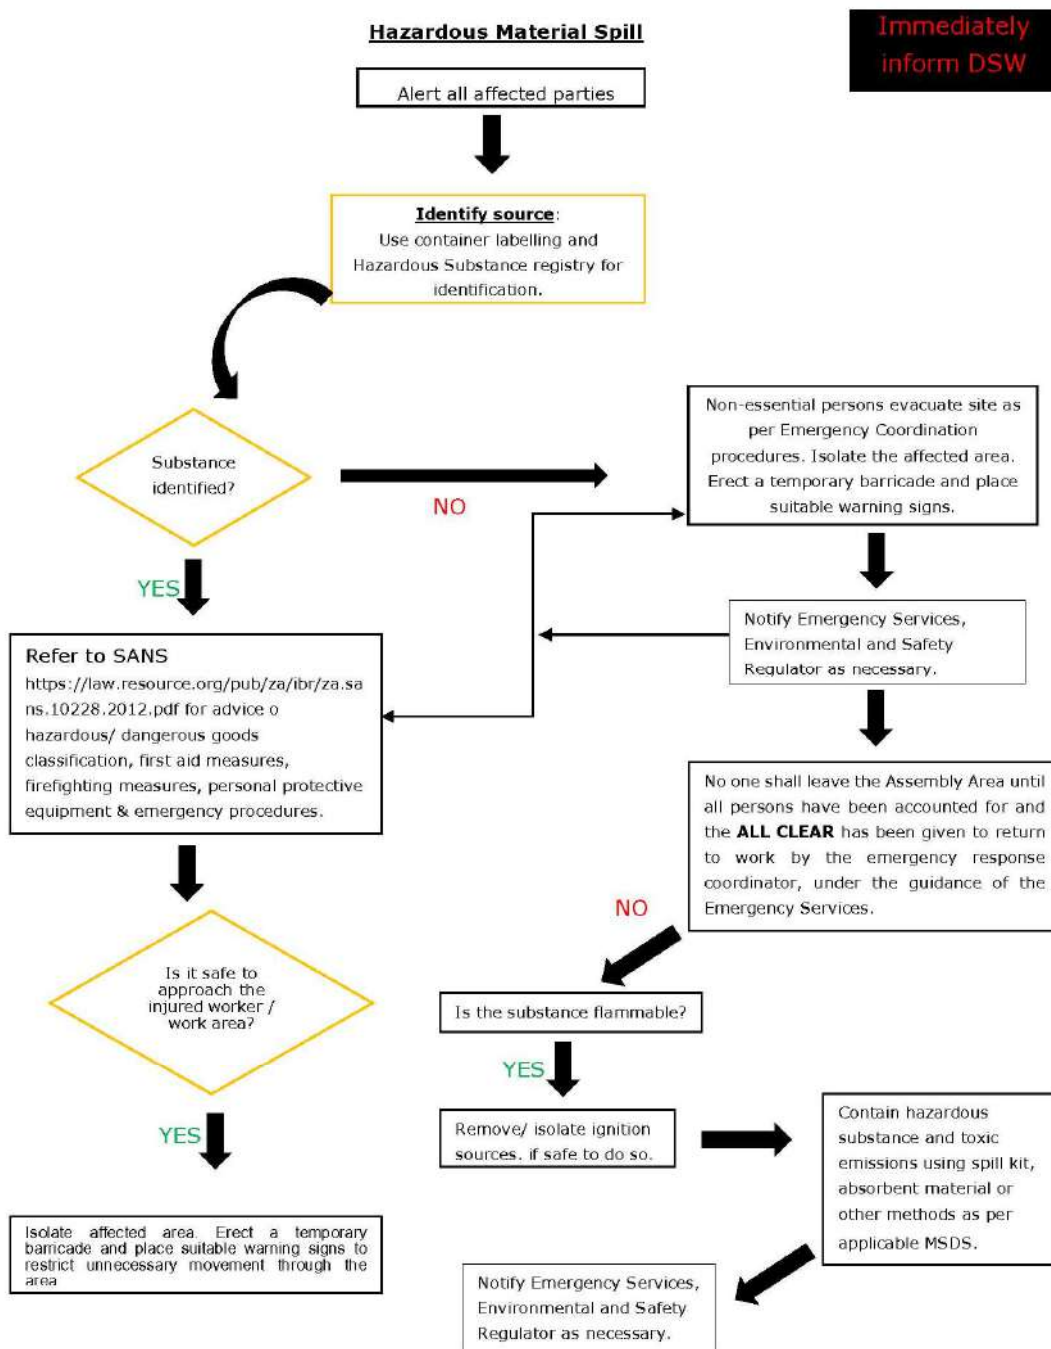 Hazardous Material Spill
Immediately
inform DSW
Alert all affected parties
Identify source:
Use container labelling and
Hazardous Substance registry for
identification.
Substance
identified?
NO
Non-essential persons evacuate site as
per Emergency Coordination
procedures. Isolate the affected area.
Erect a temporary barricade and place
suitable warning signs.
YES
Notify Emergency Services,
Environmental and Safety
Regulator as necessary.
Refer to SANS
https://law.resource.org/pub/za/ibr/za.sa
ns.10228.2012.pdf for advice o
hazardous/ dangerous goods
classification, first aid measures,
firefighting measures, personal protective
equipment & emergency procedures.
No one shall leave the Assembly Area until
all persons have been accounted for and
the ALL CLEAR has been given to return
to work by the emergency response
coordinator, under the guidance of the
Emergency Services.
NO
Is it safe to
approach the
injured worker /
work area?
Is the substance flammable?
YES
YES
Remove/ isolate ignition
sources. if safe to do so.
Contain hazardous
substance and toxic
emissions using spill kit,
absorbent material or
other methods as per
applicable MSDS.
Isolate affected area. Erect a temporary
barricade and place suitable warning signs to
restrict unnecessary movement through the
area
Notify Emergency Services,
Environmental and Safety
Regulator as necessary.